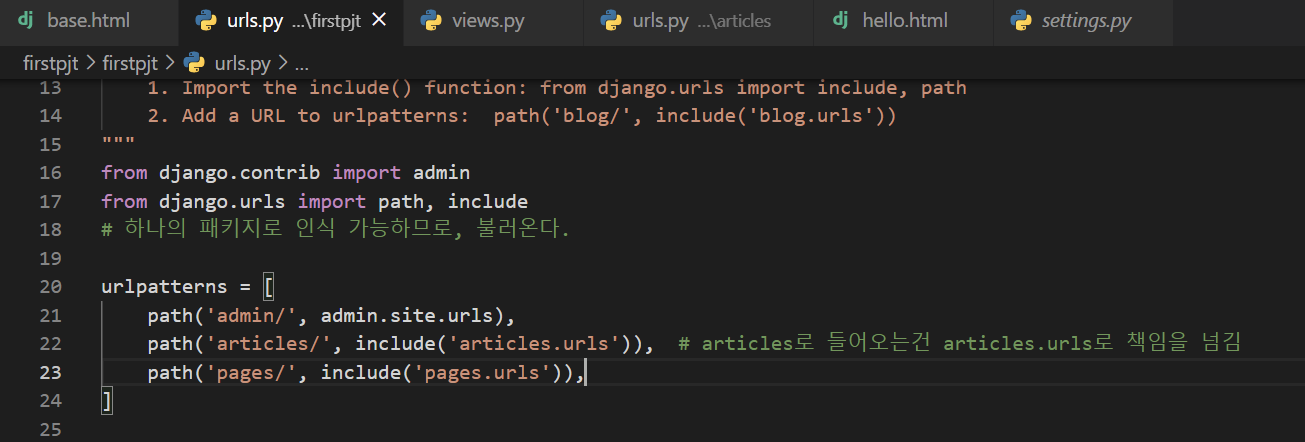 base.html urls.py ...\firstpjt views.py urls.py ...\articles hello.html settings.py
firstpjt > firstpjt > urls.py > ...
13 1. Import the include() function: from django.urls import include, path
14 2. Add a URL to urlpatterns:  path('blog/', include('blog.urls'))
15 """
16 from django.contrib import admin
17 from django.urls import path, include
18 # 하나의 패키지로 인식 가능하므로, 불러온다.
19
20 urlpatterns = [
21     path('admin/', admin.site.urls),
22     path('articles/', include('articles.urls')),  # articles로 들어오는건 articles.urls로 책임을 넘김
23     path('pages/', include('pages.urls')),
24 ]
25